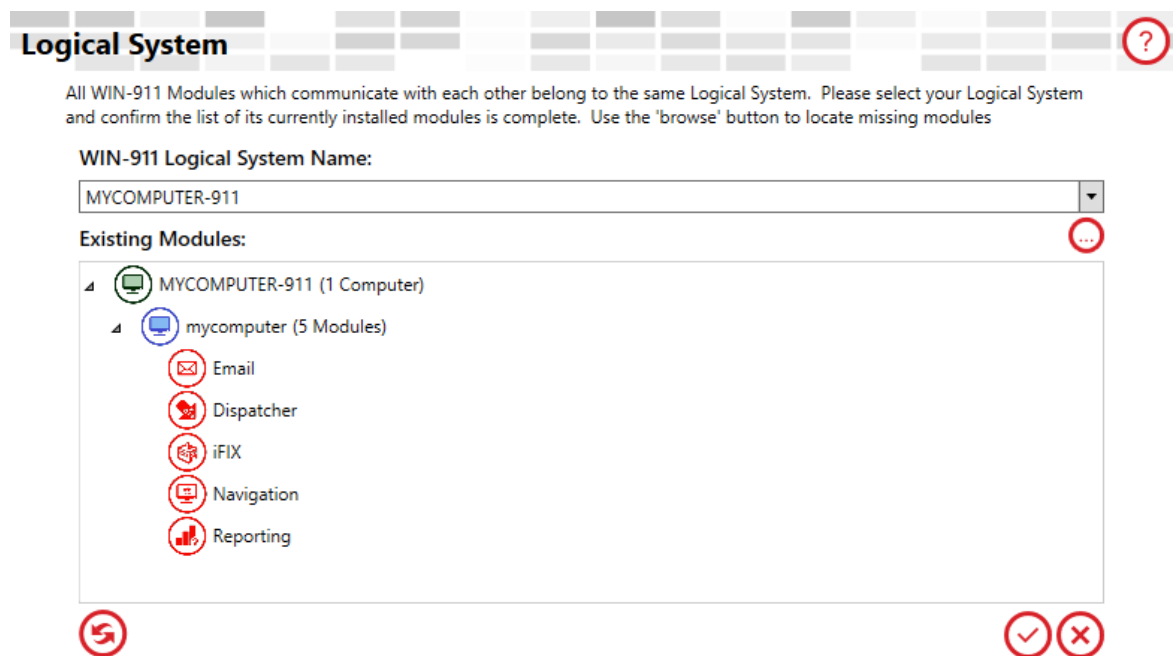 Logical System
?
All WIN-911 Modules which communicate with each other belong to the same Logical System.  Please select your Logical System
and confirm the list of its currently installed modules is complete.  Use the 'browse' button to locate missing modules
WIN-911 Logical System Name:
MYCOMPUTER-911
Existing Modules:
...
MYCOMPUTER-911 (1 Computer)
mycomputer (5 Modules)
Email
Dispatcher
iFIX
Navigation
Reporting